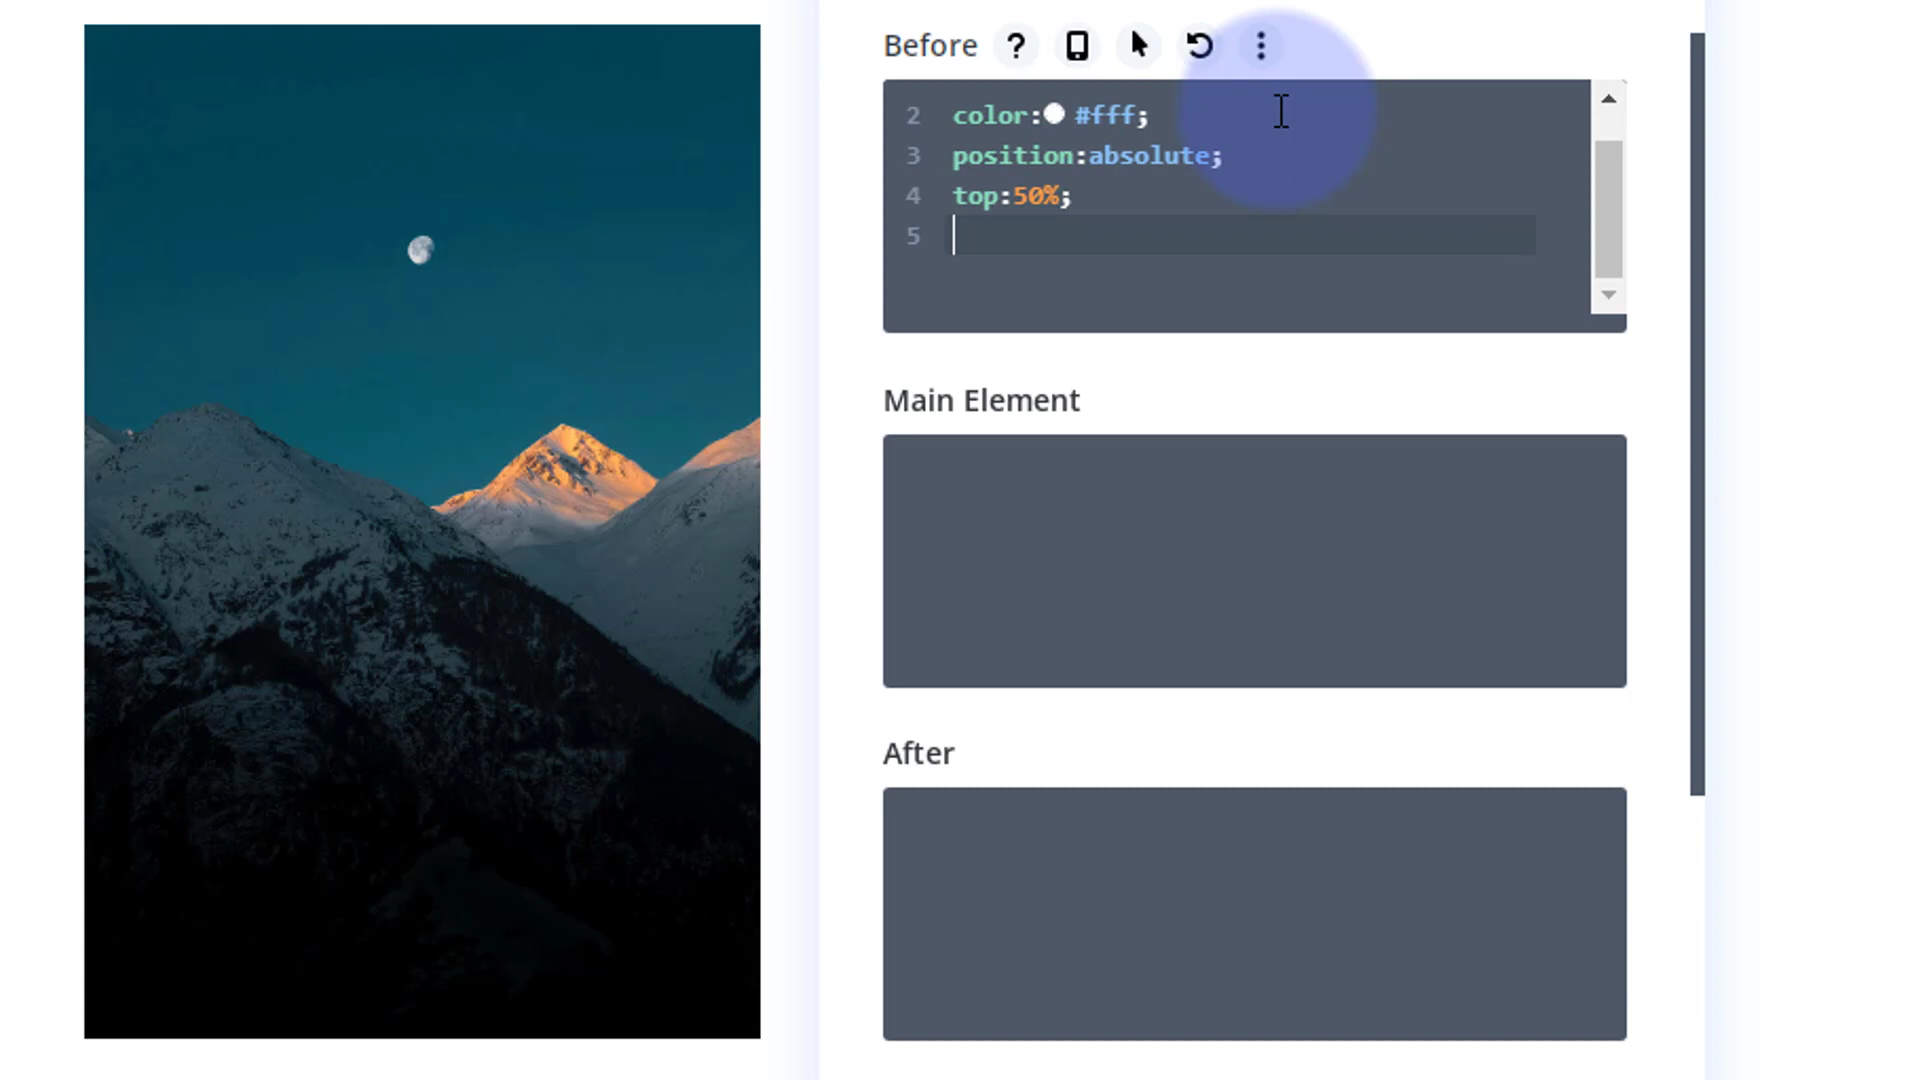 Before ?
2 color: #fff;
3 position:absolute;
4 top:50%;
5
Main Element
After